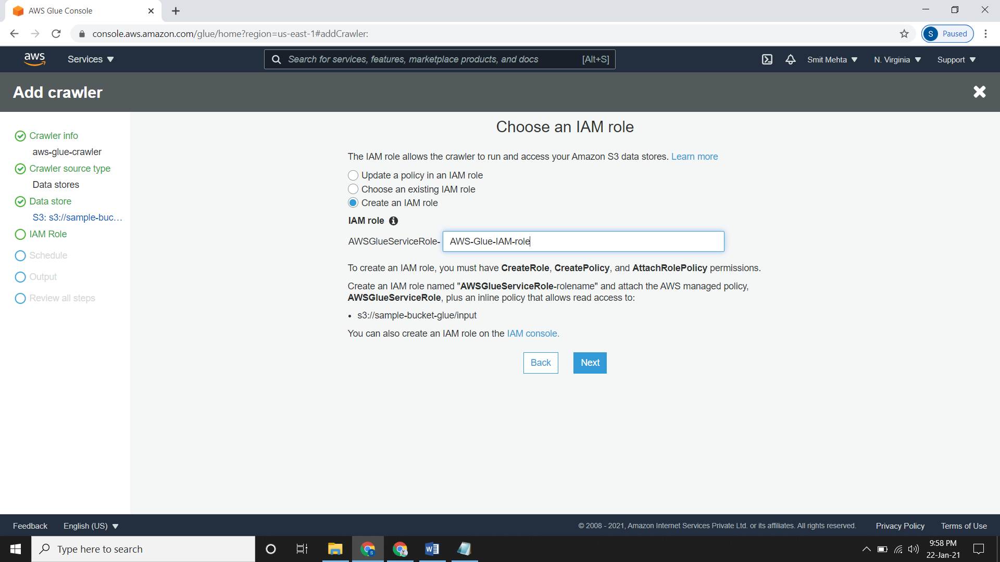 AWS Glue Console
console.aws.amazon.com/glue/home?region=us-east-1#addCrawler:
S Paused
aws Services Search for services, features, marketplace products, and docs [Alt+S] Smit Mehta N. Virginia Support
Add crawler
Crawler info
aws-glue-crawler
Crawler source type
Data stores
Data store
S3: s3://sample-buc...
IAM Role
Schedule
Output
Review all steps
Choose an IAM role
The IAM role allows the crawler to run and access your Amazon S3 data stores. Learn more
Update a policy in an IAM role
Choose an existing IAM role
Create an IAM role
IAM role
AWSGlueServiceRole- AWS-Glue-IAM-role
To create an IAM role, you must have CreateRole, CreatePolicy, and AttachRolePolicy permissions.
Create an IAM role named "AWSGlueServiceRole-rolename" and attach the AWS managed policy,
AWSGlueServiceRole, plus an inline policy that allows read access to:
• s3://sample-bucket-glue/input
You can also create an IAM role on the IAM console.
Back Next
Feedback English (US) © 2008 - 2021, Amazon Internet Services Private Ltd. or its affiliates. All rights reserved. Privacy Policy Terms of Use
Type here to search
9:58 PM
22-Jan-21